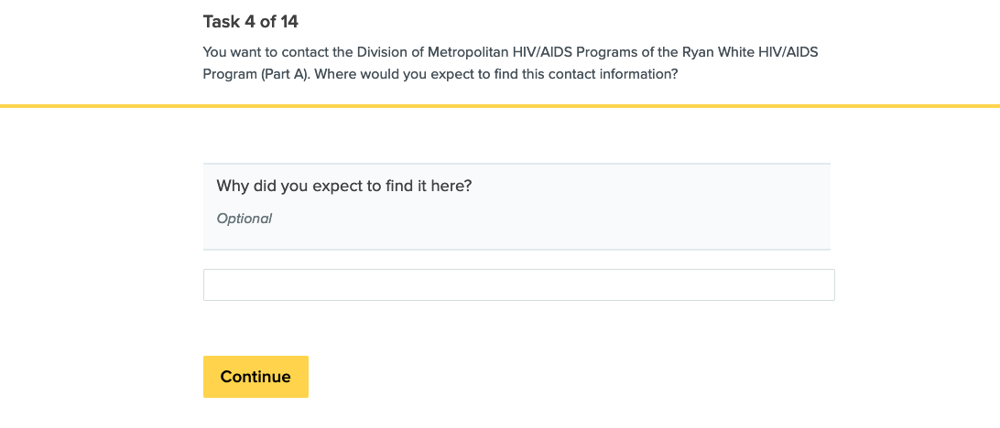 Task 4 of 14
You want to contact the Division of Metropolitan HIV/AIDS Programs of the Ryan White HIV/AIDS
Program (Part A). Where would you expect to find this contact information?
Why did you expect to find it here?
Optional
Continue